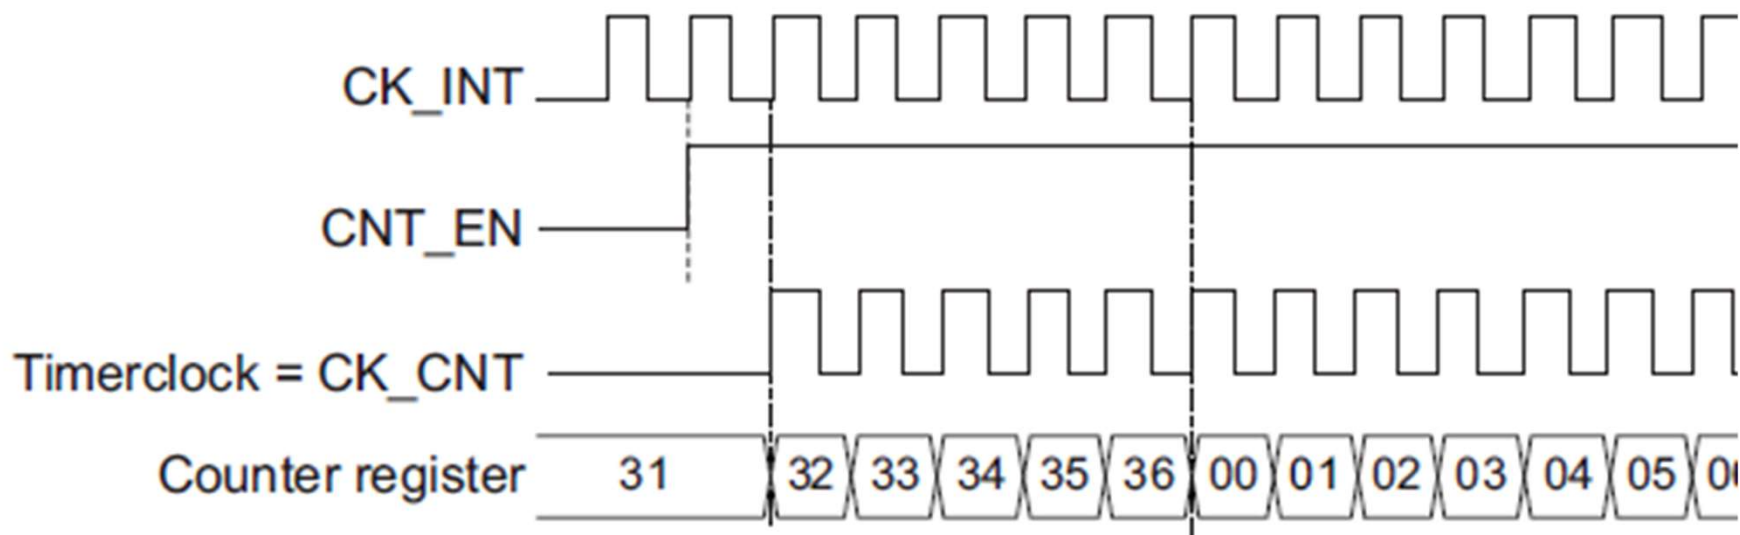 CK_INT
CNT_EN
Timerclock = CK_CNT
Counter register 31 32 33 34 35 36 00 01 02 03 04 05